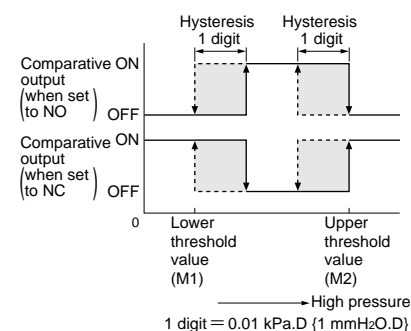 Hysteresis
1 digit
Hysteresis
1 digit
Comparative ON
output
(when set
to NO)
OFF
Comparative ON
output
(when set
to NC)
OFF
0
Lower
threshold
value
(M1)
Upper
threshold
value
(M2)
High pressure
1 digit = 0.01 kPa.D {1 mmH2O.D}